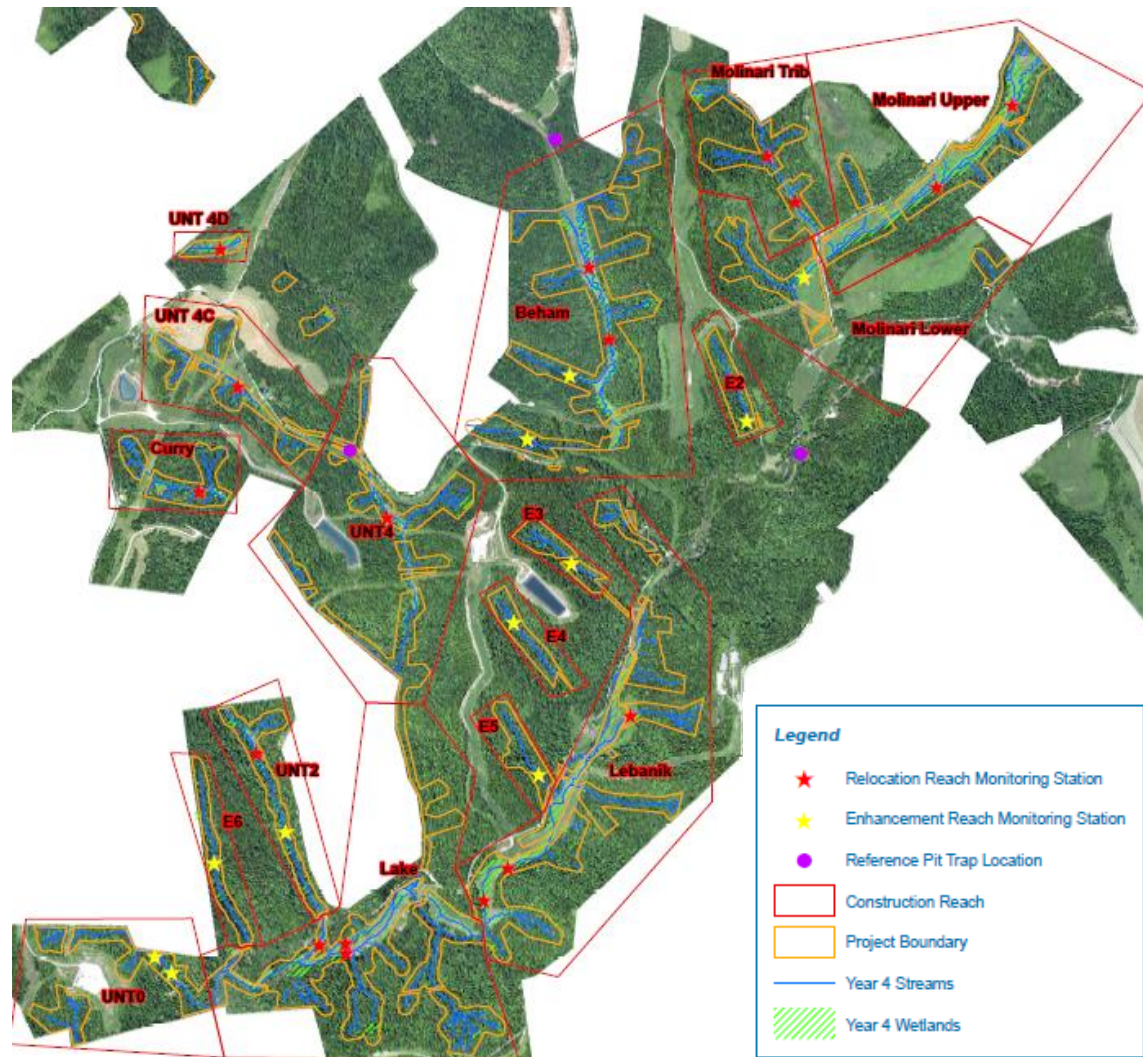 Molinari Trib
Molinari Upper
UNT 4D
UNT 4C
Beham
Molinari Lower
E2
Curry
E3
UNT4
E4
E5
UNT2
Lebanik
E6
Lake
UNT0
Legend
Relocation Reach Monitoring Station
Enhancement Reach Monitoring Station
Reference Pit Trap Location
Construction Reach
Project Boundary
Year 4 Streams
Year 4 Wetlands